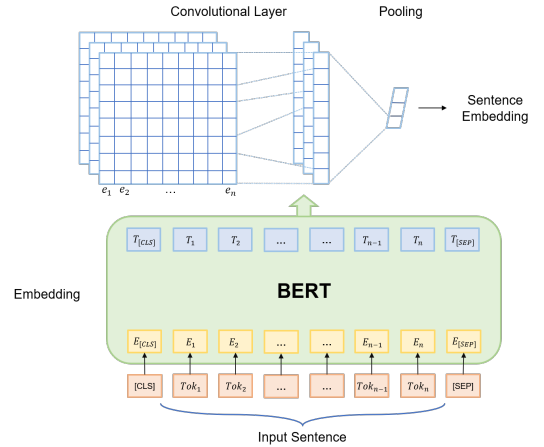 Convolutional Layer Pooling
Sentence
Embedding
e₁ e₂ ... eₙ
T[CLS] T₁ T₂ ... ... Tₙ₋₁ Tₙ T[SEP]
Embedding
BERT
E[CLS] E₁ E₂ ... ... Eₙ₋₁ Eₙ E[SEP]
[CLS] Tok₁ Tok₂ ... ... Tokₙ₋₁ Tokₙ [SEP]
Input Sentence